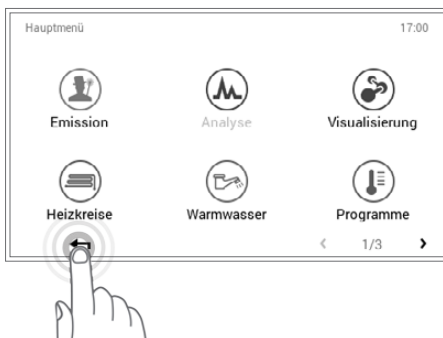 Hauptmenü 17:00
Emission Analyse Visualisierung
Heizkreise Warmwasser Programme
1/3